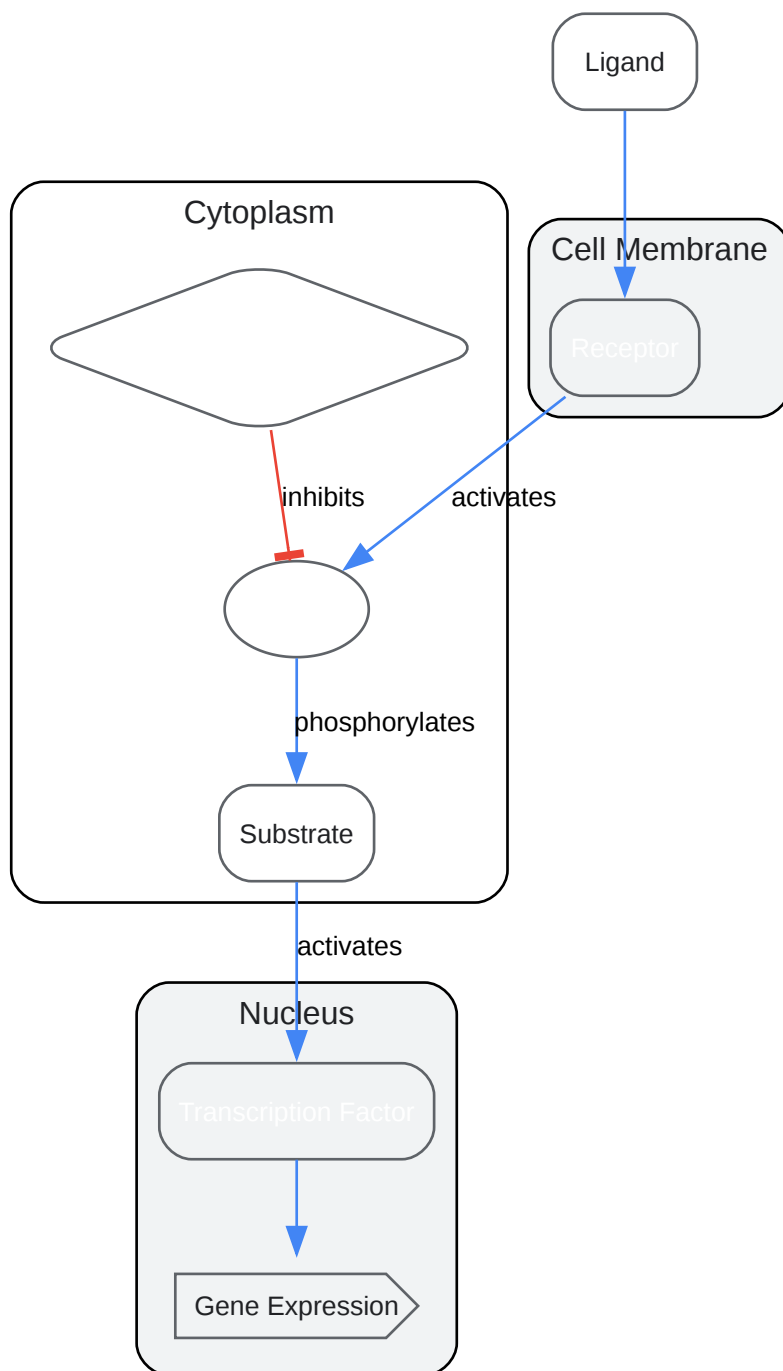 Ligand
Cytoplasm
Cell Membrane
Receptor
inhibits
activates
phosphorylates
Substrate
activates
Nucleus
Transcription Factor
Gene Expression